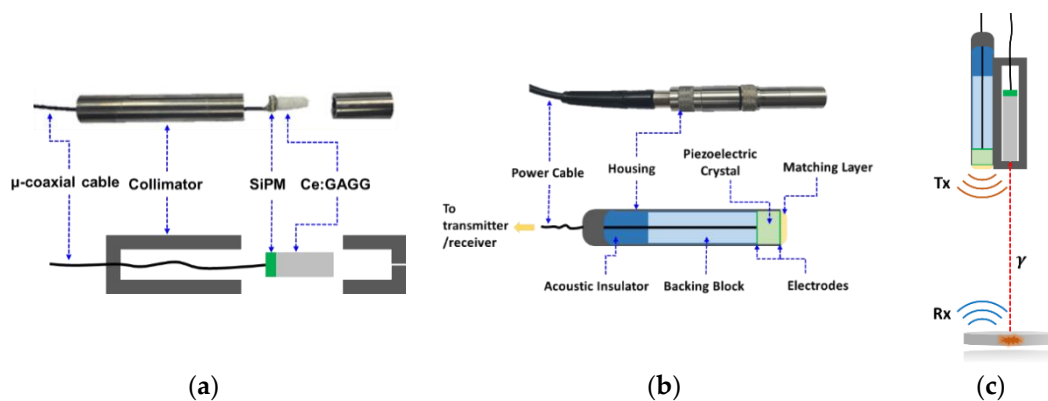 μ-coaxial cable
Collimator
SiPM
Ce:GAGG
(a)
Power Cable
Housing
Piezoelectric
Crystal
Matching Layer
To
transmitter
/receiver
Acoustic Insulator
Backing Block
Electrodes
(b)
Tx
γ
Rx
(c)